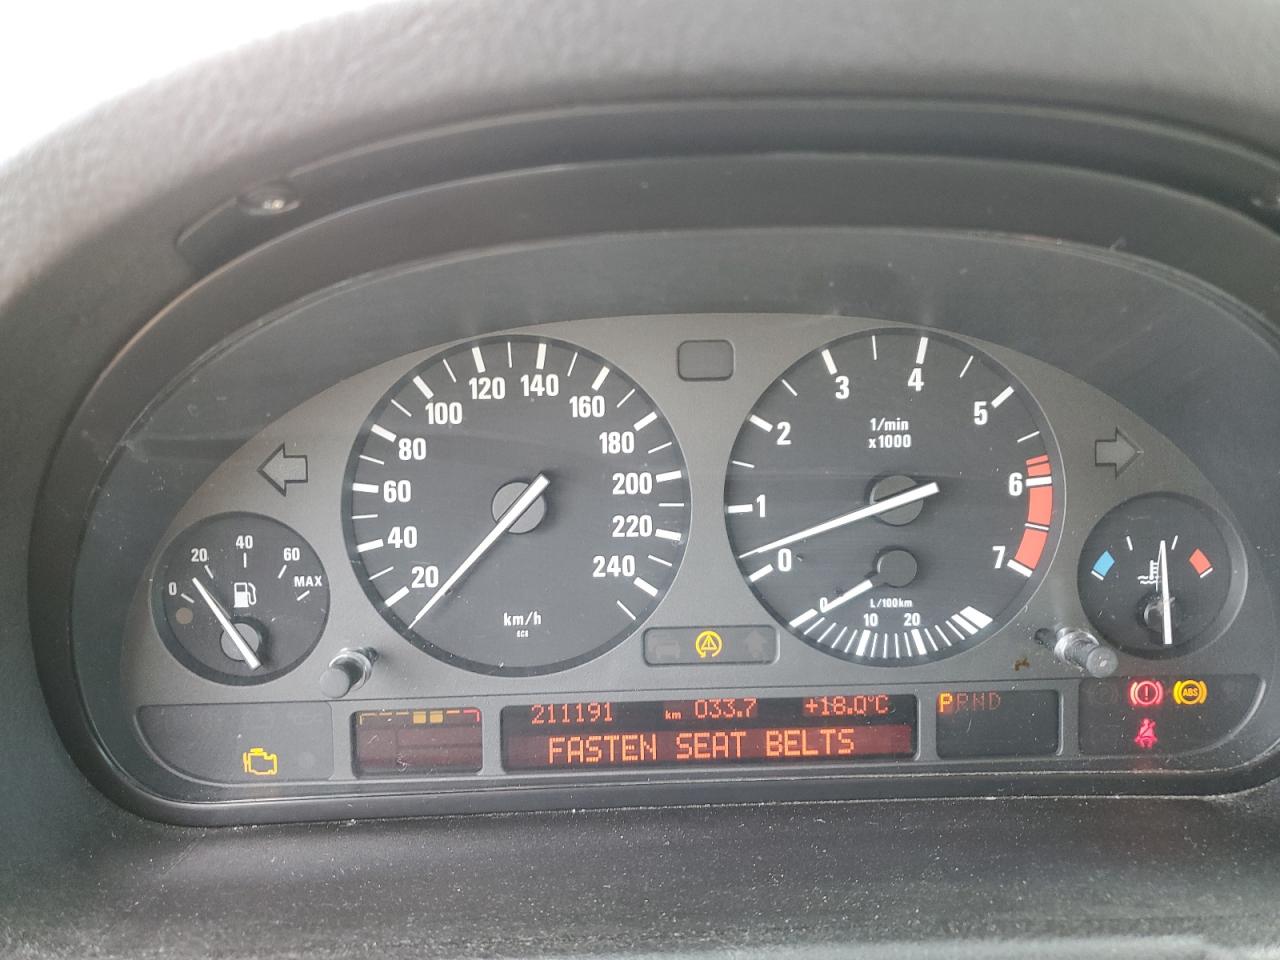 0 20 40 60 MAX
20 40 60 80 100 120 140 160 180 200 220 240
km/h
0 1 2 3 4 5 6 7
1/min
x1000
0 10 20
L/100km
211191 km 033.7 +18.0°C
FASTEN SEAT BELTS
PRND
ABS